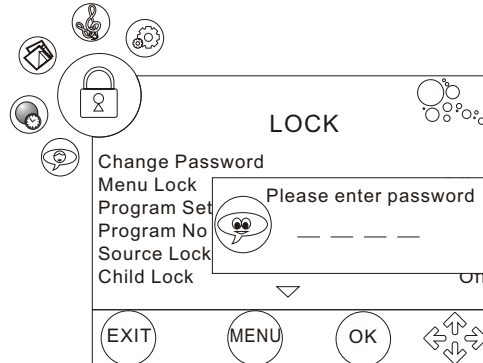 LOCK
Change Password
Menu Lock
Program Set
Please enter password
Program No
Source Lock
Child Lock
EXIT MENU OK